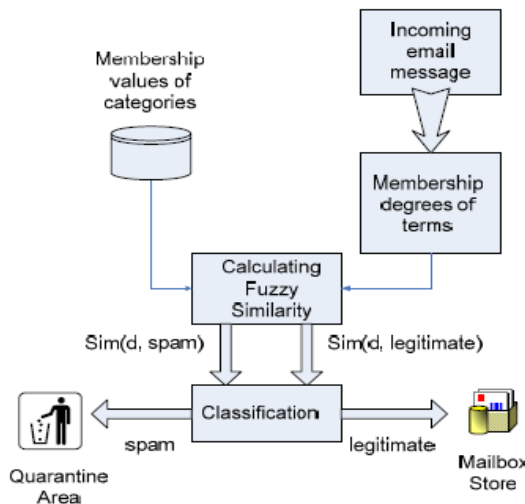 Incoming
email
message
Membership
values of
categories
Membership
degrees of
terms
Calculating
Fuzzy
Similarity
Sim(d, spam)
Sim(d, legitimate)
Classification
spam
legitimate
Quarantine
Area
Mailbox
Store